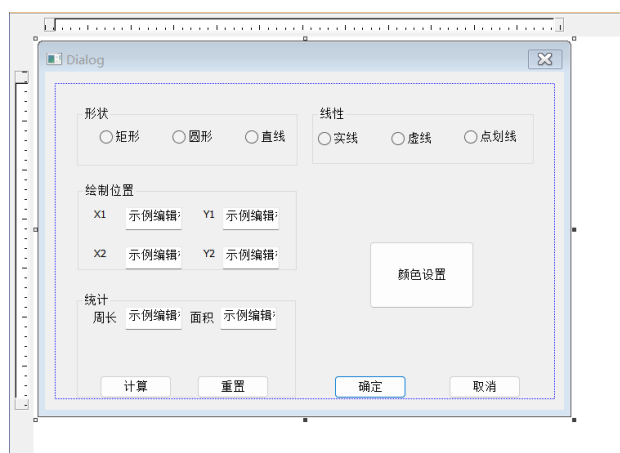 Dialog
形状
矩形 圆形 直线
线性
实线 虚线 点划线
绘制位置
X1 示例编辑 Y1 示例编辑
X2 示例编辑 Y2 示例编辑
颜色设置
统计
周长 示例编辑 面积 示例编辑
计算 重置 确定 取消